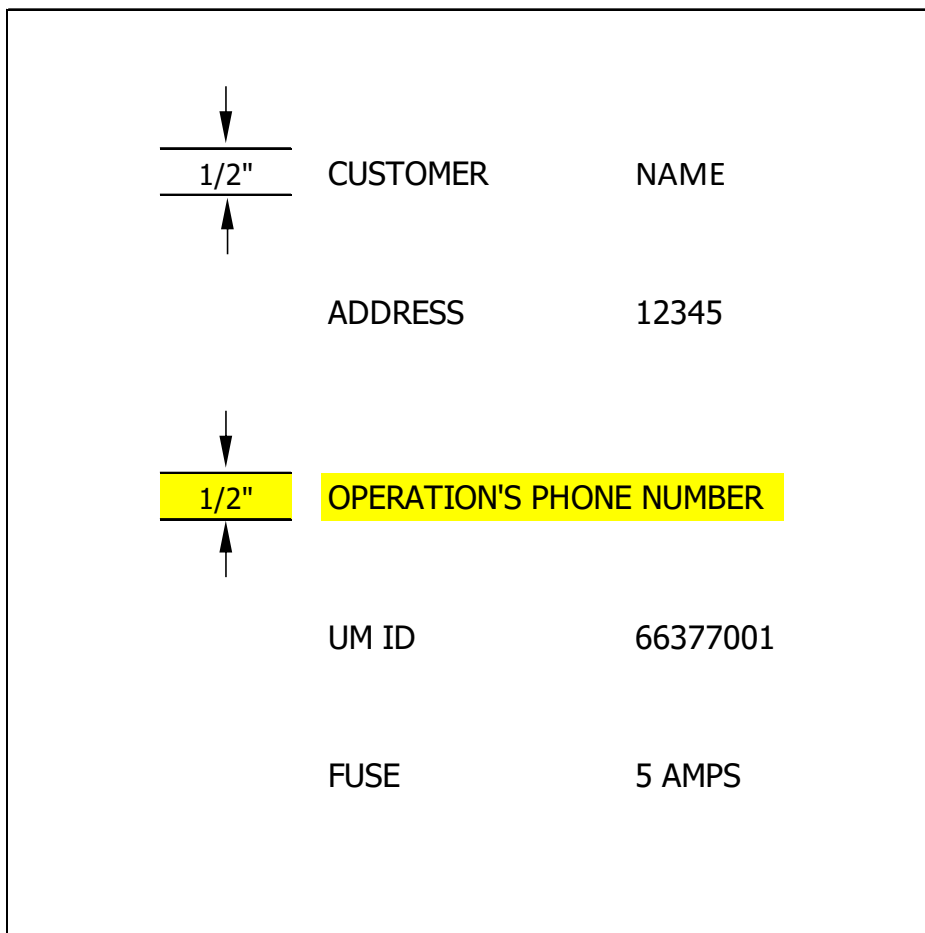 1/2" CUSTOMER NAME
ADDRESS 12345
1/2" OPERATION'S PHONE NUMBER
UM ID 66377001
FUSE 5 AMPS